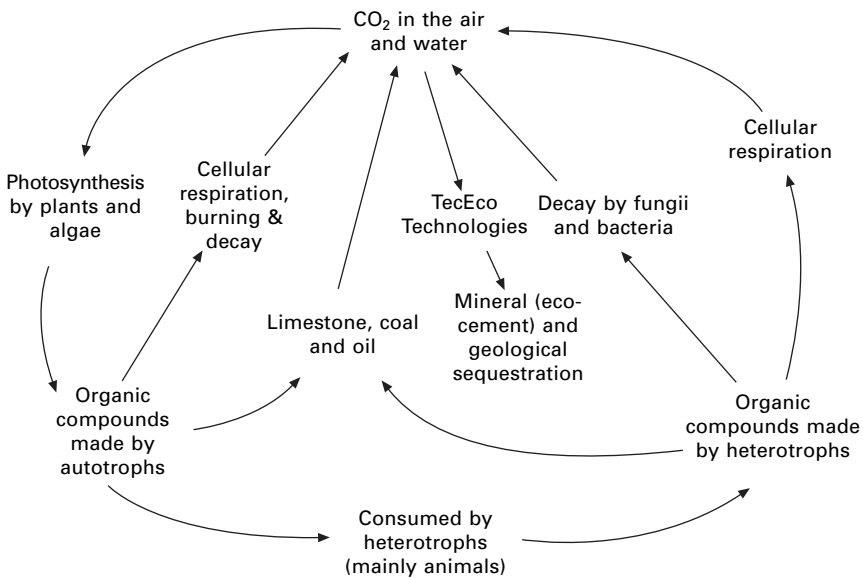 CO₂ in the air
and water
Photosynthesis
by plants and
algae
Cellular
respiration,
burning &
decay
TecEco
Technologies
Decay by fungii
and bacteria
Cellular
respiration
Limestone, coal
and oil
Mineral (eco-
cement) and
geological
sequestration
Organic
compounds
made by
autotrophs
Organic
compounds made
by heterotrophs
Consumed by
heterotrophs
(mainly animals)